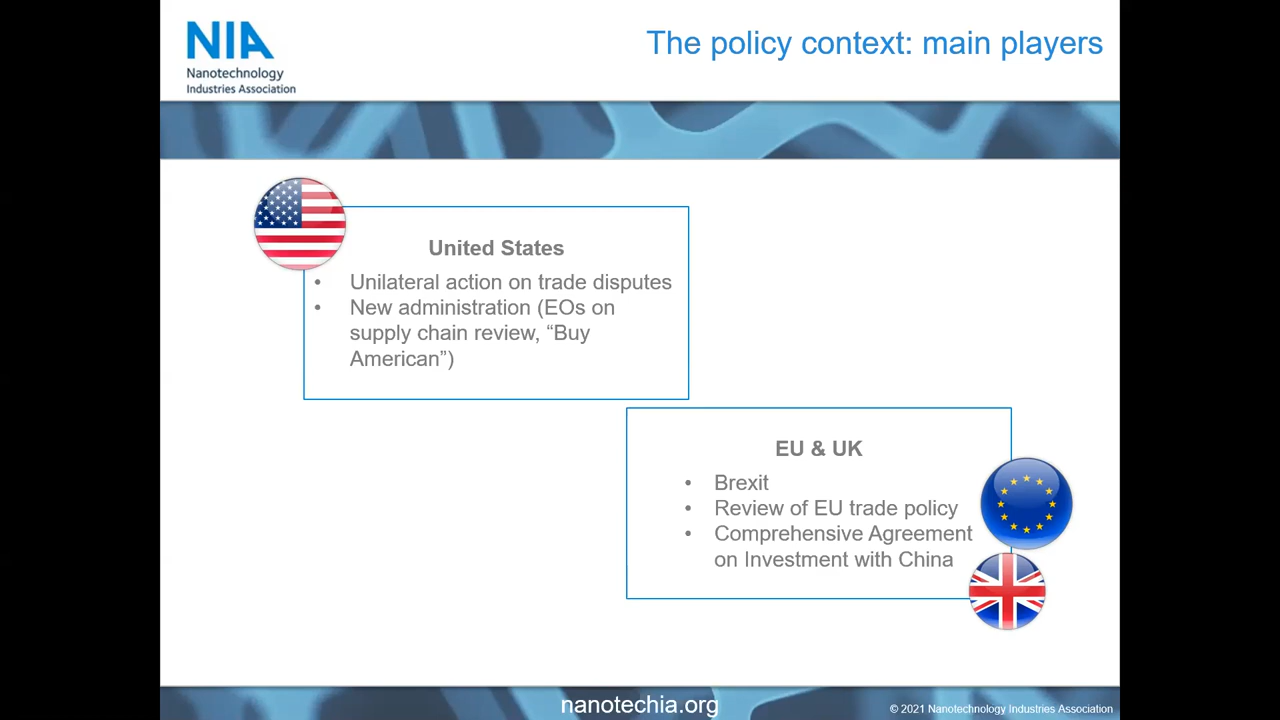 NIA
Nanotechnology
Industries Association
The policy context: main players
United States
• Unilateral action on trade disputes
• New administration (EOs on
supply chain review, “Buy
American”)
EU & UK
• Brexit
• Review of EU trade policy
• Comprehensive Agreement
on Investment with China
nanotechia.org
© 2021 Nanotechnology Industries Association